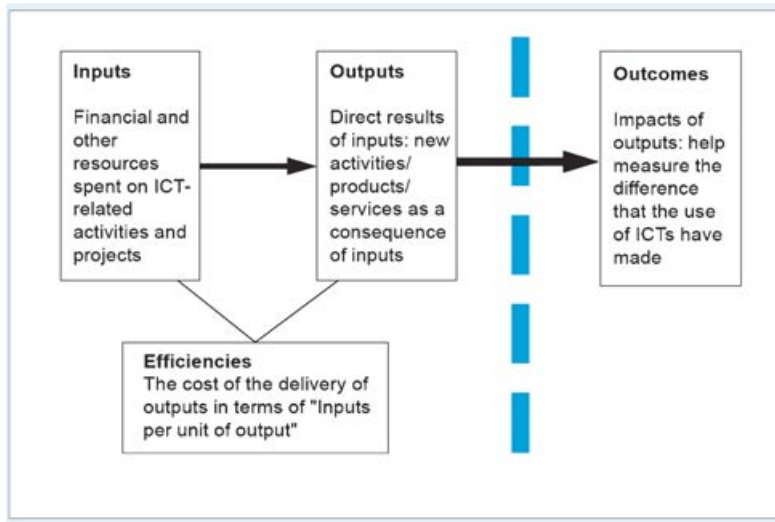 Inputs
Financial and
other
resources
spent on ICT-
related
activities and
projects
Outputs
Direct results
of inputs: new
activities/
products/
services as a
consequence
of inputs
Outcomes
Impacts of
outputs: help
measure the
difference
that the use
of ICTs have
made
Efficiencies
The cost of the delivery of
outputs in terms of "Inputs
per unit of output"